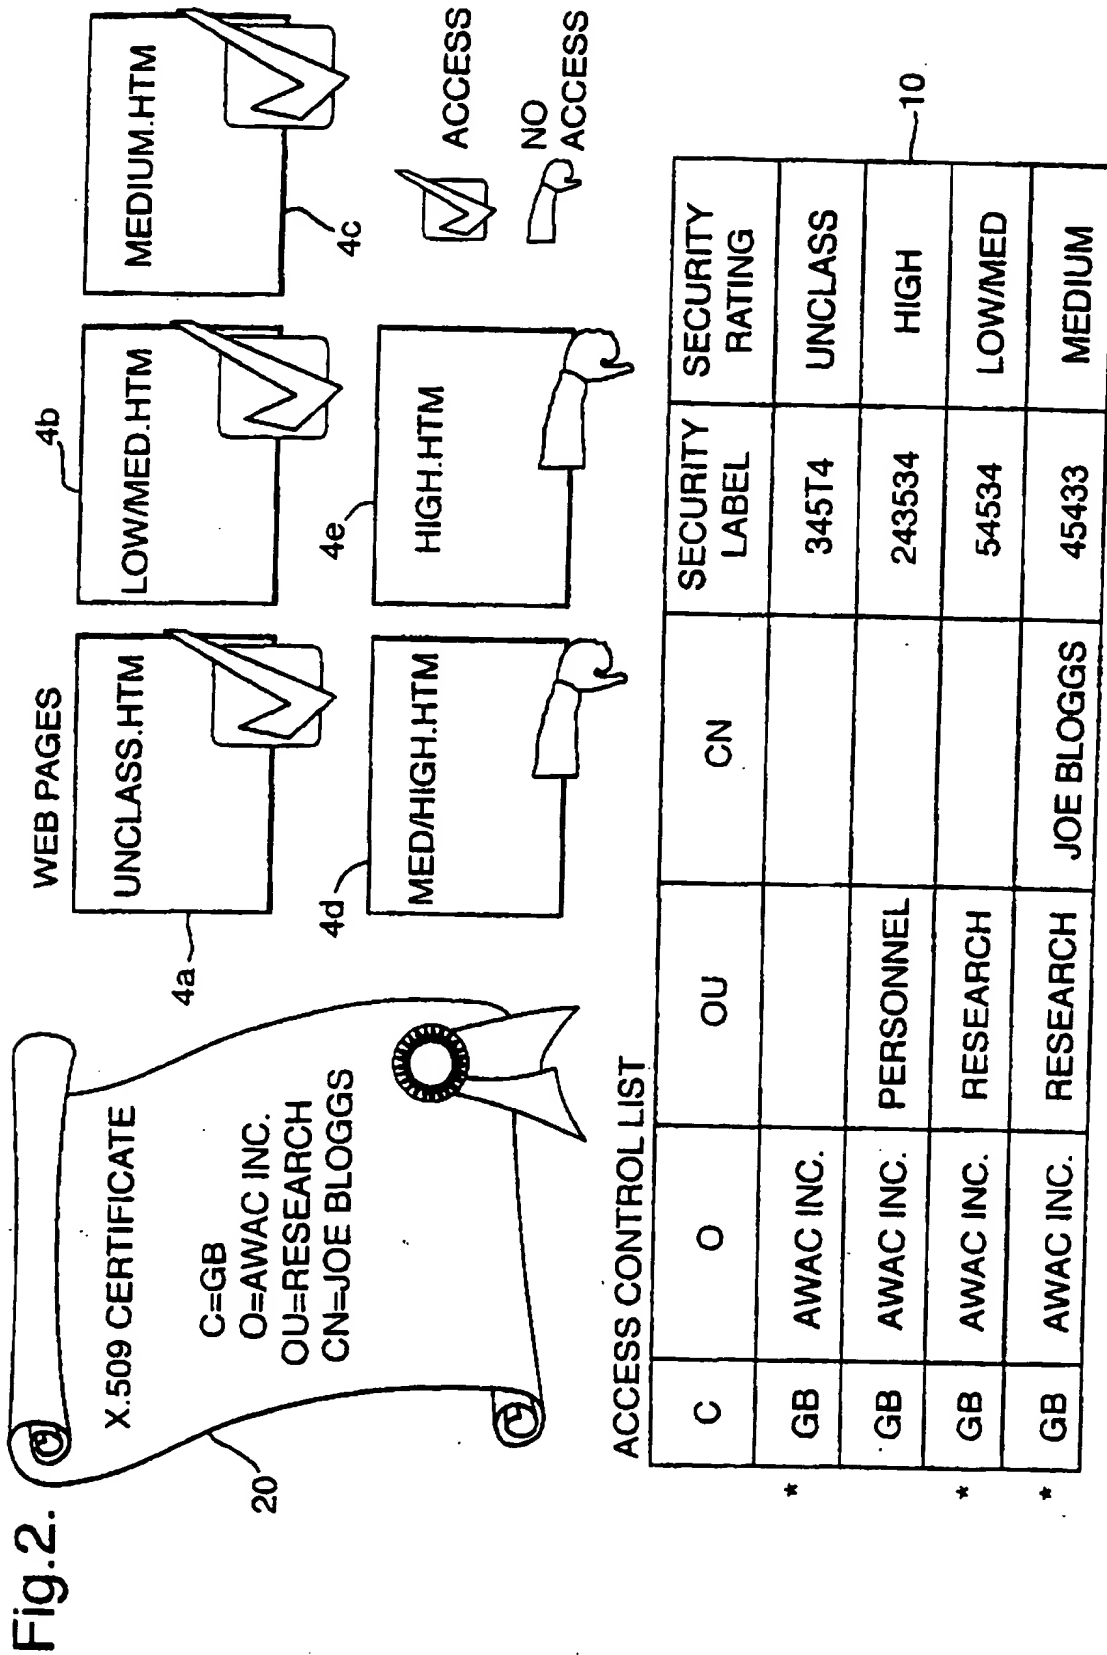 Fig.2.
X.509 CERTIFICATE
C=GB
O=AWAC INC.
OU=RESEARCH
CN=JOE BLOGGS
20
WEB PAGES
UNCLASS.HTM
4a
LOW/MED.HTM
4b
MEDIUM.HTM
4c
MED/HIGH.HTM
4d
HIGH.HTM
4e
ACCESS
NO
ACCESS
ACCESS CONTROL LIST
10
C O OU CN SECURITY LABEL SECURITY RATING
* GB AWAC INC. 345T4 UNCLASS
GB AWAC INC. PERSONNEL 243534 HIGH
* GB AWAC INC. RESEARCH 54534 LOW/MED
* GB AWAC INC. RESEARCH JOE BLOGGS 45433 MEDIUM